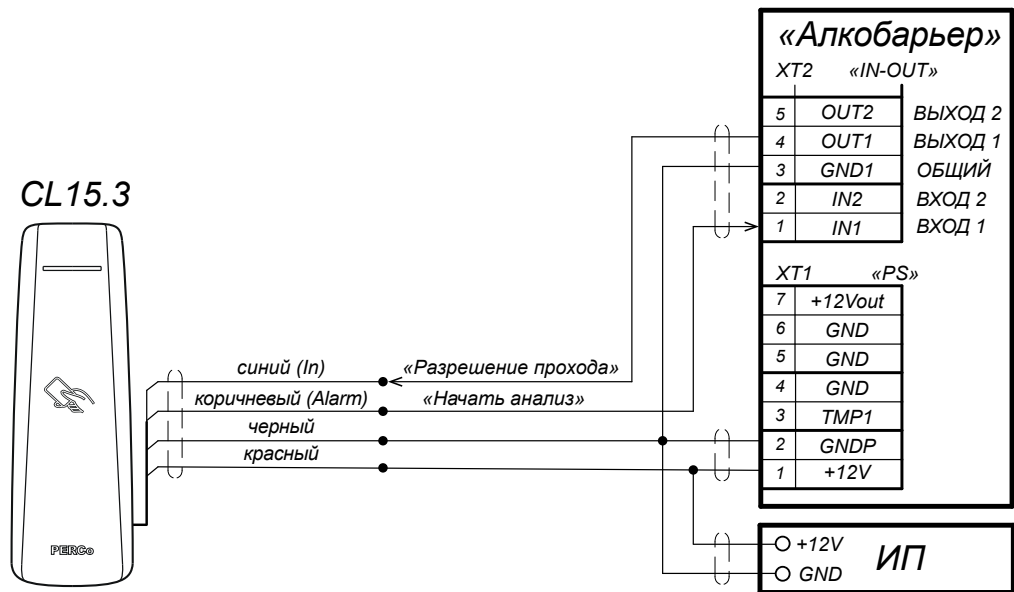 «Алкобарьер»
XT2 «IN-OUT»
5 OUT2 ВЫХОД 2
4 OUT1 ВЫХОД 1
3 GND1 ОБЩИЙ
2 IN2 ВХОД 2
1 IN1 ВХОД 1
CL15.3
XT1 «PS»
7 +12Vout
6 GND
5 GND
4 GND
3 TMP1
2 GNDP
1 +12V
синий (In) «Разрешение прохода»
коричневый (Alarm) «Начать анализ»
черный
красный
PERCo
+12V
GND
ИП